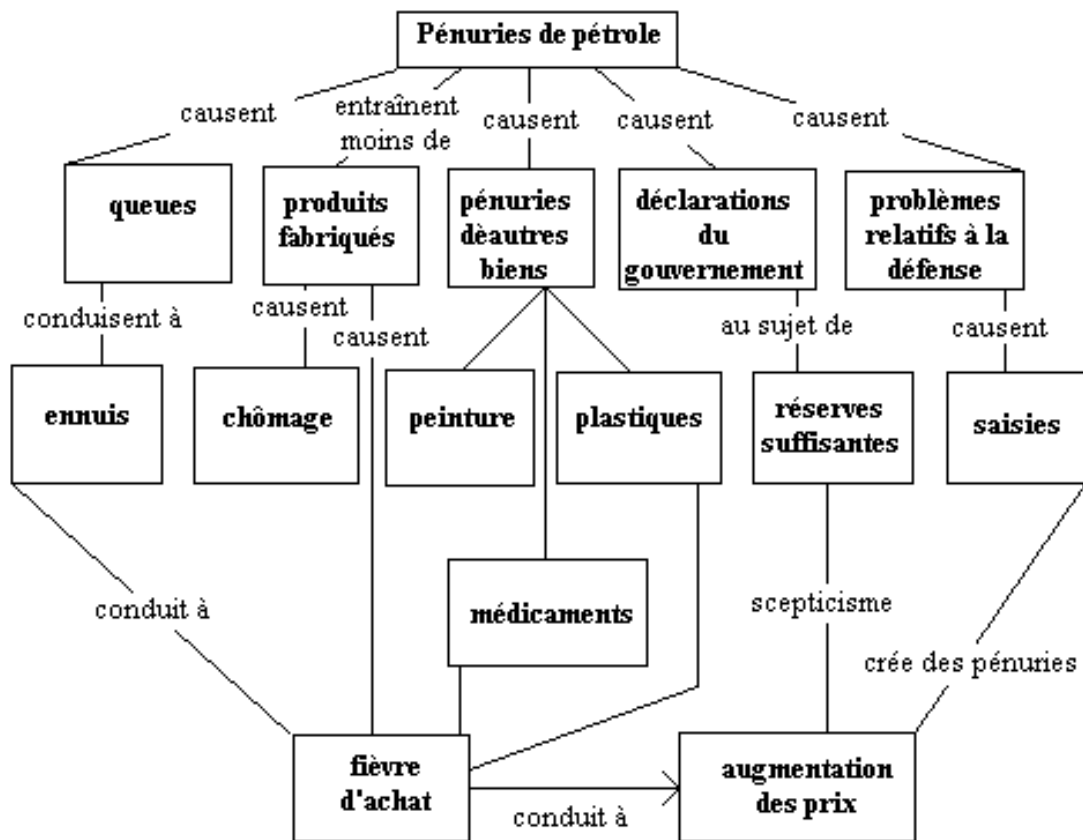 Pénuries de pétrole
causent
entraînent
moins de
causent
causent
causent
queues
produits
fabriqués
pénuries
dèautres
biens
déclarations
du
gouvernement
problèmes
relatifs à la
défense
conduisent à
causent
causent
au sujet de
causent
ennuis
chômage
peinture
plastiques
réserves
suffisantes
saisies
conduit à
médicaments
scepticisme
crée des pénuries
fièvre
d'achat
conduit à
augmentation
des prix